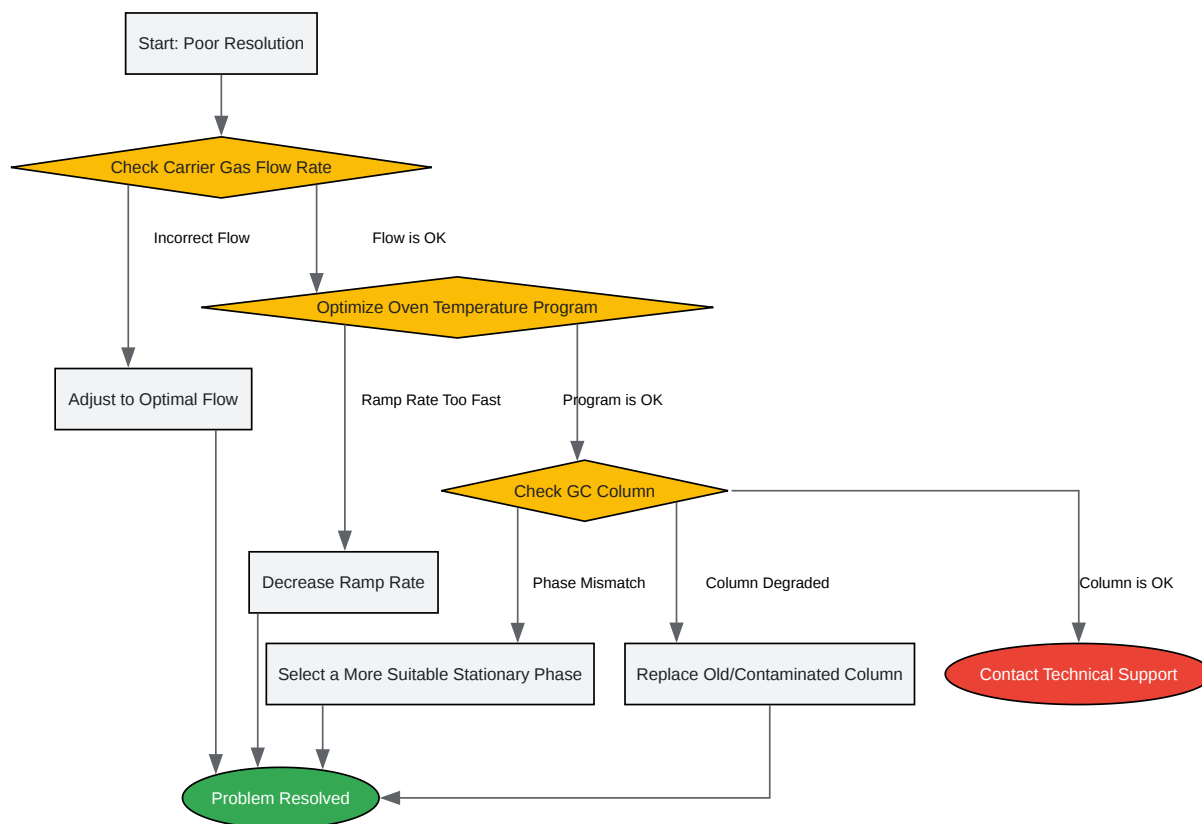 Start: Poor Resolution
Check Carrier Gas Flow Rate
Incorrect Flow
Flow is OK
Optimize Oven Temperature Program
Adjust to Optimal Flow
Ramp Rate Too Fast
Program is OK
Check GC Column
Decrease Ramp Rate
Phase Mismatch
Column Degraded
Column is OK
Select a More Suitable Stationary Phase
Replace Old/Contaminated Column
Contact Technical Support
Problem Resolved